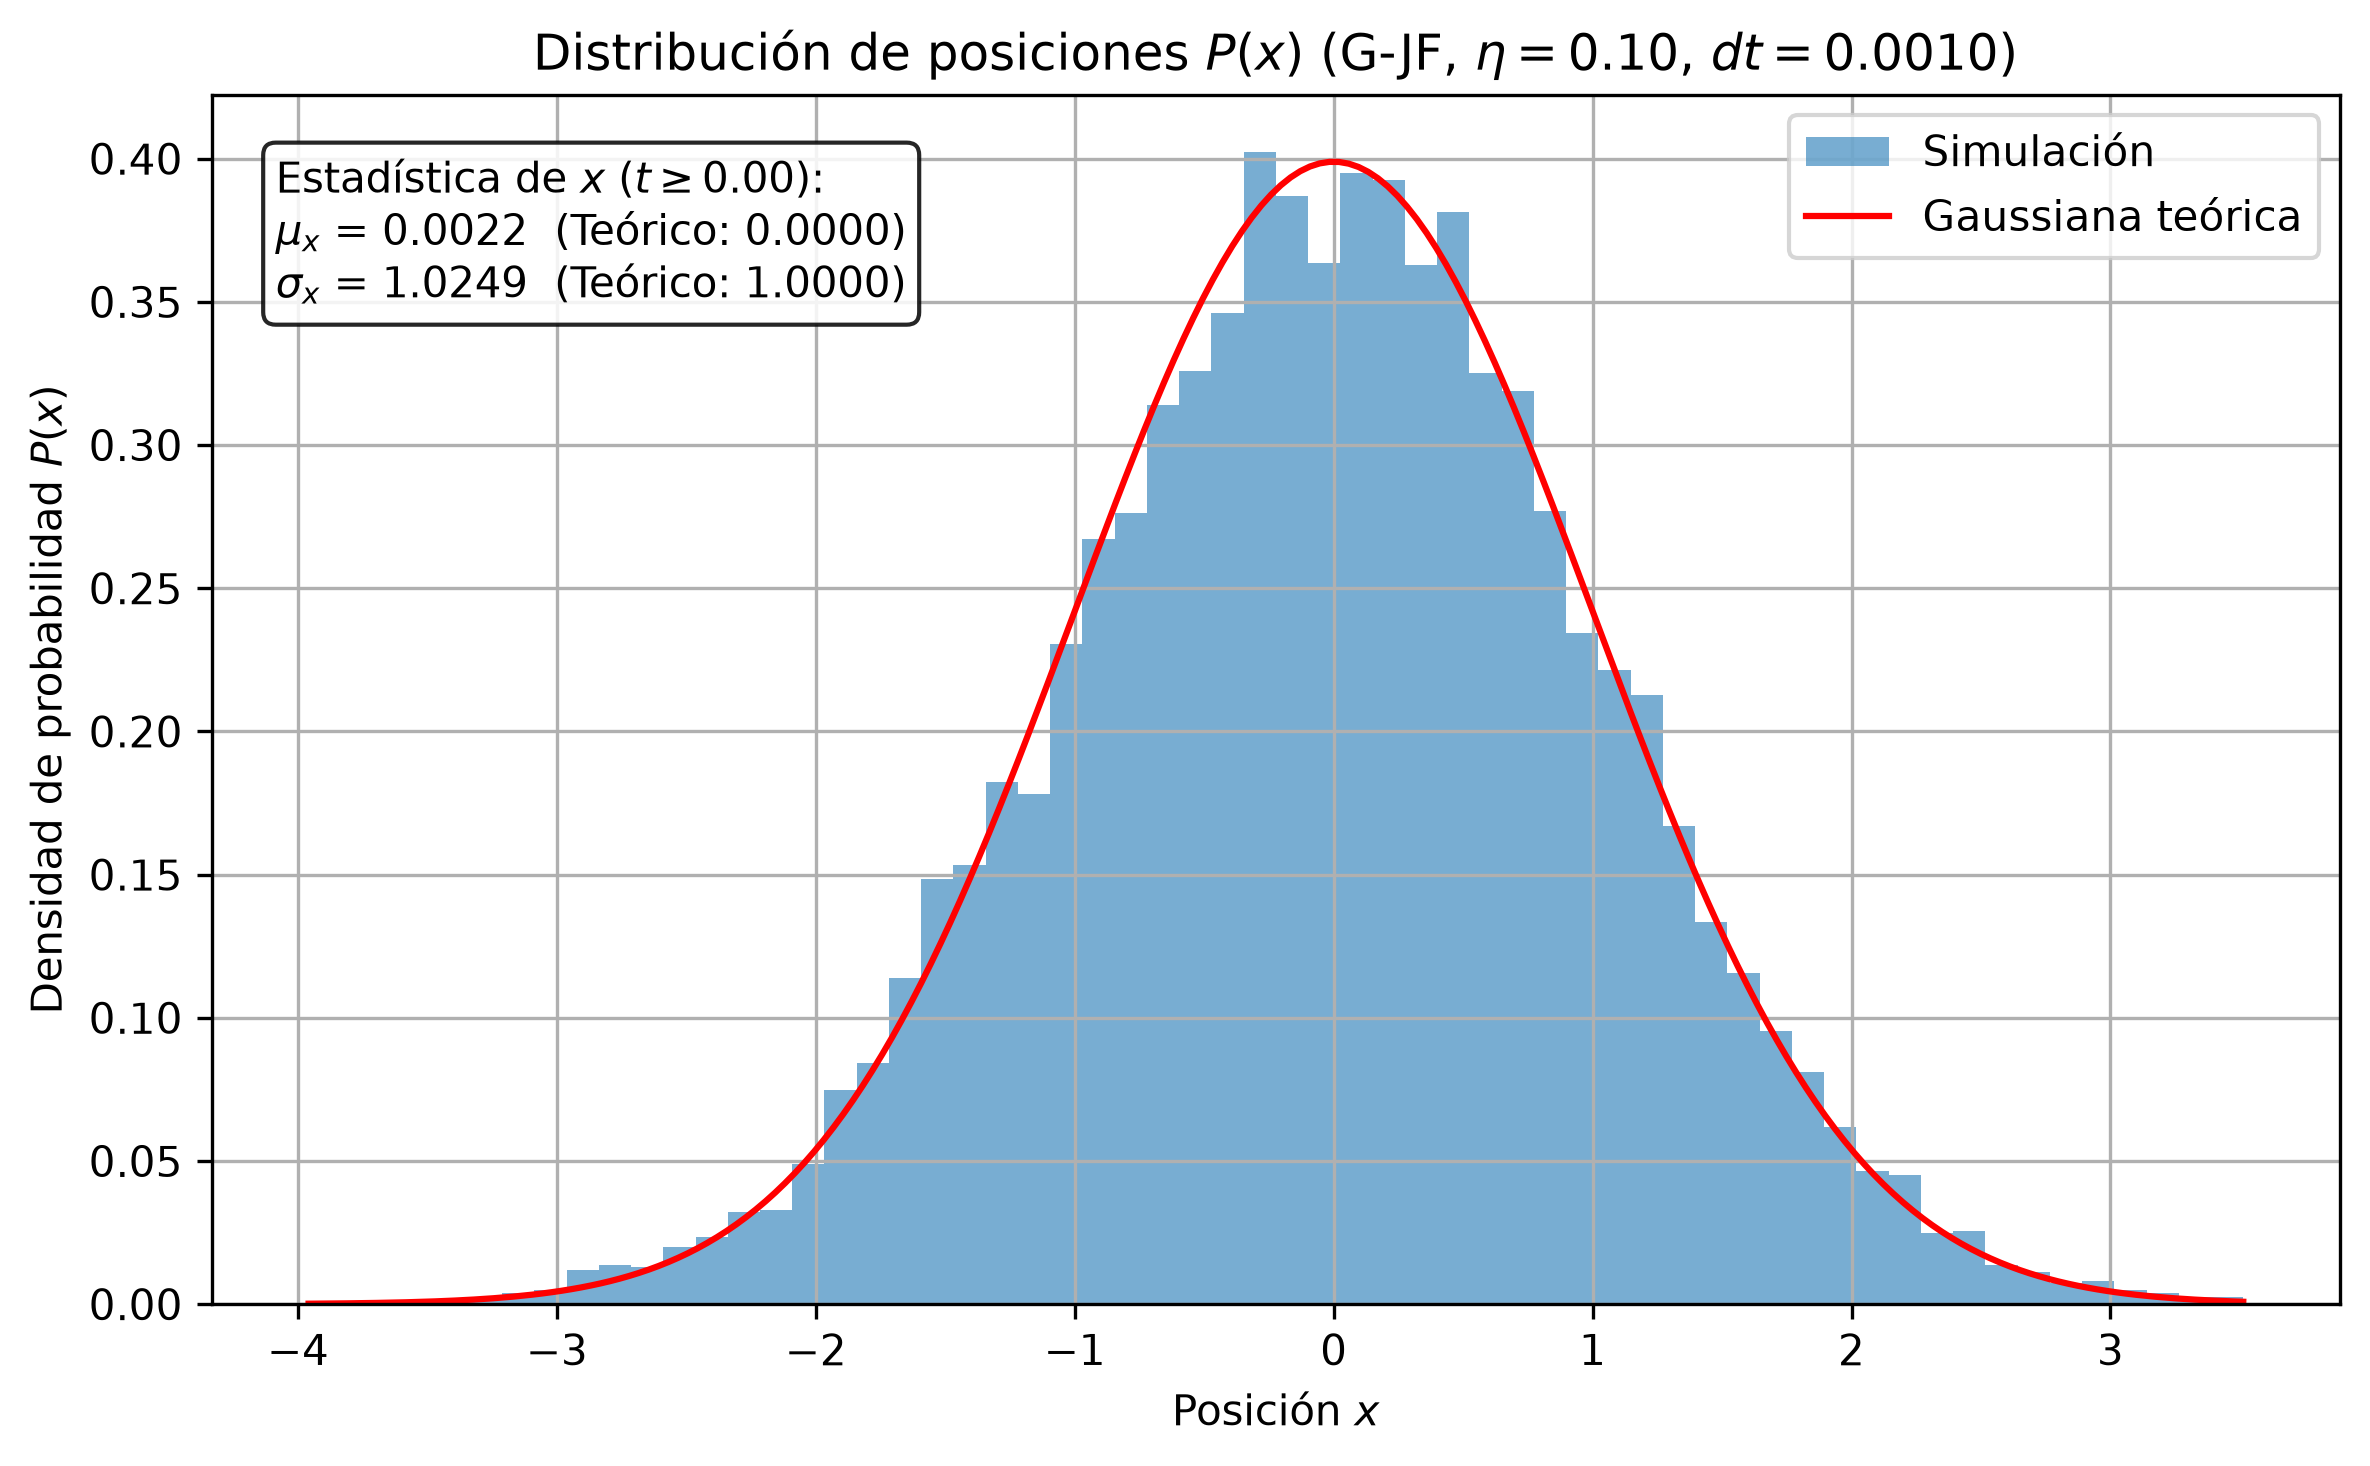 Distribución de posiciones P(x) (G-JF, η = 0.10, dt = 0.0010)
Estadística de x (t ≥ 0.00):
μx = 0.0022 (Teórico: 0.0000)
σx = 1.0249 (Teórico: 1.0000)
Simulación
Gaussiana teórica
Densidad de probabilidad P(x)
0.40
0.35
0.30
0.25
0.20
0.15
0.10
0.05
0.00
−4 −3 −2 −1 0 1 2 3
Posición x